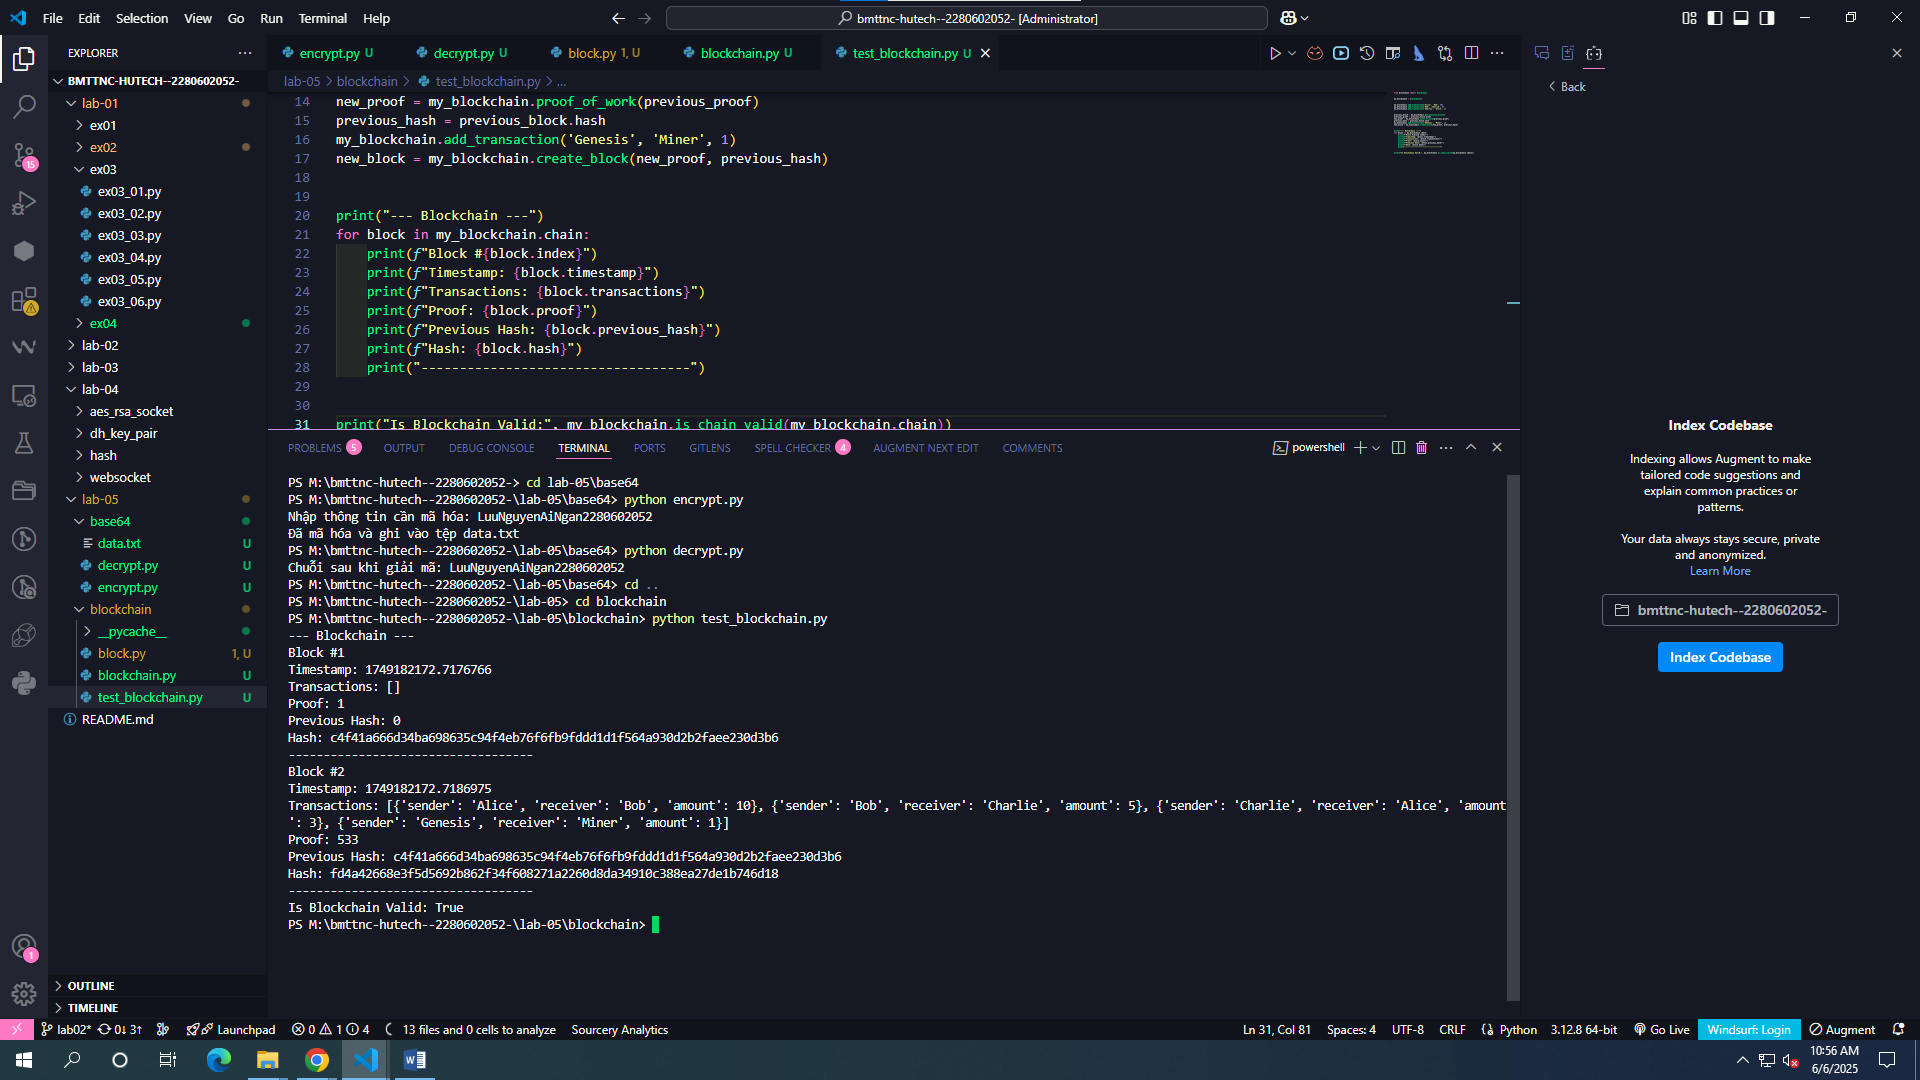 File Edit Selection View Go Run Terminal Help
bmttnc-hutech--2280602052- [Administrator]
EXPLORER
BMTTNC-HUTECH--2280602052-
lab-01
ex01
ex02
ex03
ex03_01.py
ex03_02.py
ex03_03.py
ex03_04.py
ex03_05.py
ex03_06.py
ex04
lab-02
lab-03
lab-04
aes_rsa_socket
dh_key_pair
hash
websocket
lab-05
base64
data.txt U
decrypt.py U
encrypt.py U
blockchain
__pycache__
block.py 1, U
blockchain.py U
test_blockchain.py U
README.md
OUTLINE
TIMELINE
15
1
encrypt.py U decrypt.py U block.py 1, U blockchain.py U test_blockchain.py U
lab-05 > blockchain > test_blockchain.py > ...
14 new_proof = my_blockchain.proof_of_work(previous_proof)
15 previous_hash = previous_block.hash
16 my_blockchain.add_transaction('Genesis', 'Miner', 1)
17 new_block = my_blockchain.create_block(new_proof, previous_hash)
18
19
20 print("--- Blockchain ---")
21 for block in my_blockchain.chain:
22 print(f"Block #{block.index}")
23 print(f"Timestamp: {block.timestamp}")
24 print(f"Transactions: {block.transactions}")
25 print(f"Proof: {block.proof}")
26 print(f"Previous Hash: {block.previous_hash}")
27 print(f"Hash: {block.hash}")
28 print("-----------------------------------")
29
30
31 print("Is Blockchain Valid:", my_blockchain.is_chain_valid(my_blockchain.chain))
PROBLEMS 5 OUTPUT DEBUG CONSOLE TERMINAL PORTS GITLENS SPELL CHECKER 4 AUGMENT NEXT EDIT COMMENTS
powershell
PS M:\bmttnc-hutech--2280602052-> cd lab-05\base64
PS M:\bmttnc-hutech--2280602052-\lab-05\base64> python encrypt.py
Nhập thông tin cần mã hóa: LuuNguyenAiNgan2280602052
Đã mã hóa và ghi vào tệp data.txt
PS M:\bmttnc-hutech--2280602052-\lab-05\base64> python decrypt.py
Chuỗi sau khi giải mã: LuuNguyenAiNgan2280602052
PS M:\bmttnc-hutech--2280602052-\lab-05\base64> cd ..
PS M:\bmttnc-hutech--2280602052-\lab-05> cd blockchain
PS M:\bmttnc-hutech--2280602052-\lab-05\blockchain> python test_blockchain.py
--- Blockchain ---
Block #1
Timestamp: 1749182172.7176766
Transactions: []
Proof: 1
Previous Hash: 0
Hash: c4f41a666d34ba698635c94f4eb76f6fb9fddd1d1f564a930d2b2faee230d3b6
-----------------------------------
Block #2
Timestamp: 1749182172.7186975
Transactions: [{'sender': 'Alice', 'receiver': 'Bob', 'amount': 10}, {'sender': 'Bob', 'receiver': 'Charlie', 'amount': 5}, {'sender': 'Charlie', 'receiver': 'Alice', 'amount
': 3}, {'sender': 'Genesis', 'receiver': 'Miner', 'amount': 1}]
Proof: 533
Previous Hash: c4f41a666d34ba698635c94f4eb76f6fb9fddd1d1f564a930d2b2faee230d3b6
Hash: fd4a42668e3f5d5692b862f34f608271a2260d8da34910c388ea27de1b746d18
-----------------------------------
Is Blockchain Valid: True
PS M:\bmttnc-hutech--2280602052-\lab-05\blockchain>
Back
Index Codebase
Indexing allows Augment to make
tailored code suggestions and
explain common practices or
patterns.
Your data always stays secure, private
and anonymized.
Learn More
bmttnc-hutech--2280602052-
Index Codebase
lab02* 0↓ 3↑ Launchpad 0 1 4 13 files and 0 cells to analyze Sourcery Analytics
Ln 31, Col 81 Spaces: 4 UTF-8 CRLF Python 3.12.8 64-bit Go Live Windsurf: Login Augment
10:56 AM
6/6/2025